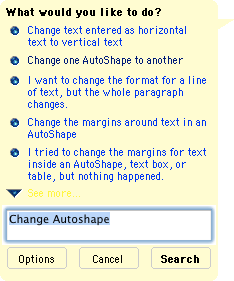 What would you like to do?
Change text entered as horizontal
text to vertical text
Change one AutoShape to another
I want to change the format for a line
of text, but the whole paragraph
changes.
Change the margins around text in an
AutoShape
I tried to change the margins for text
inside an AutoShape, text box, or
table, but nothing happened.
See more...
Change Autoshape
Options Cancel Search